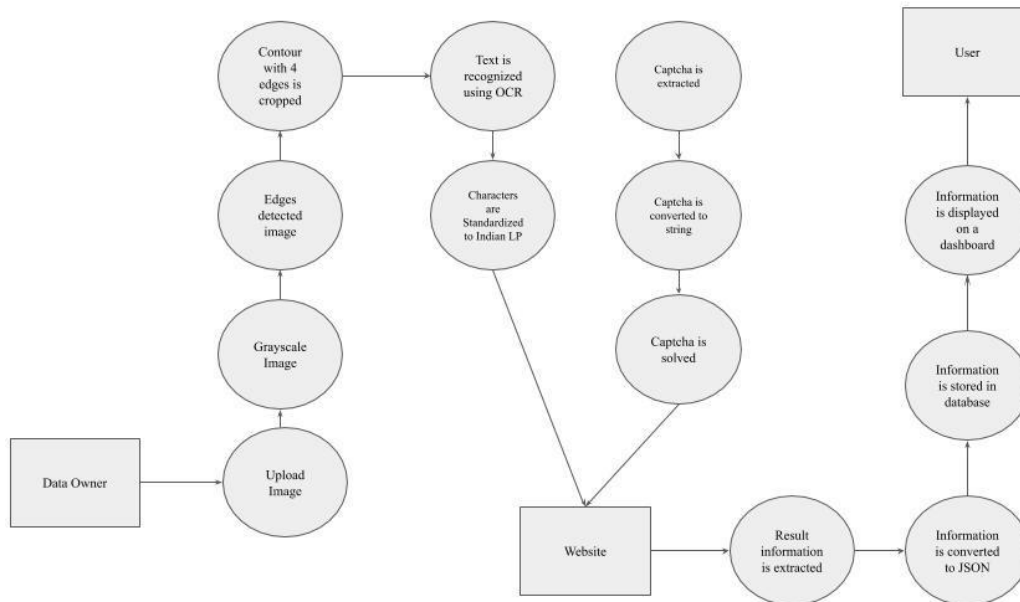 Contour
with 4
edges is
cropped
Text is
recognized
using OCR
Captcha is
extracted
User
Edges
detected
image
Characters
are
Standardized
to Indian LP
Captcha is
converted to
string
Information
is displayed
on a
dashboard
Grayscale
Image
Captcha is
solved
Information
is stored in
database
Data Owner
Upload
Image
Website
Result
information
is extracted
Information
is converted
to JSON